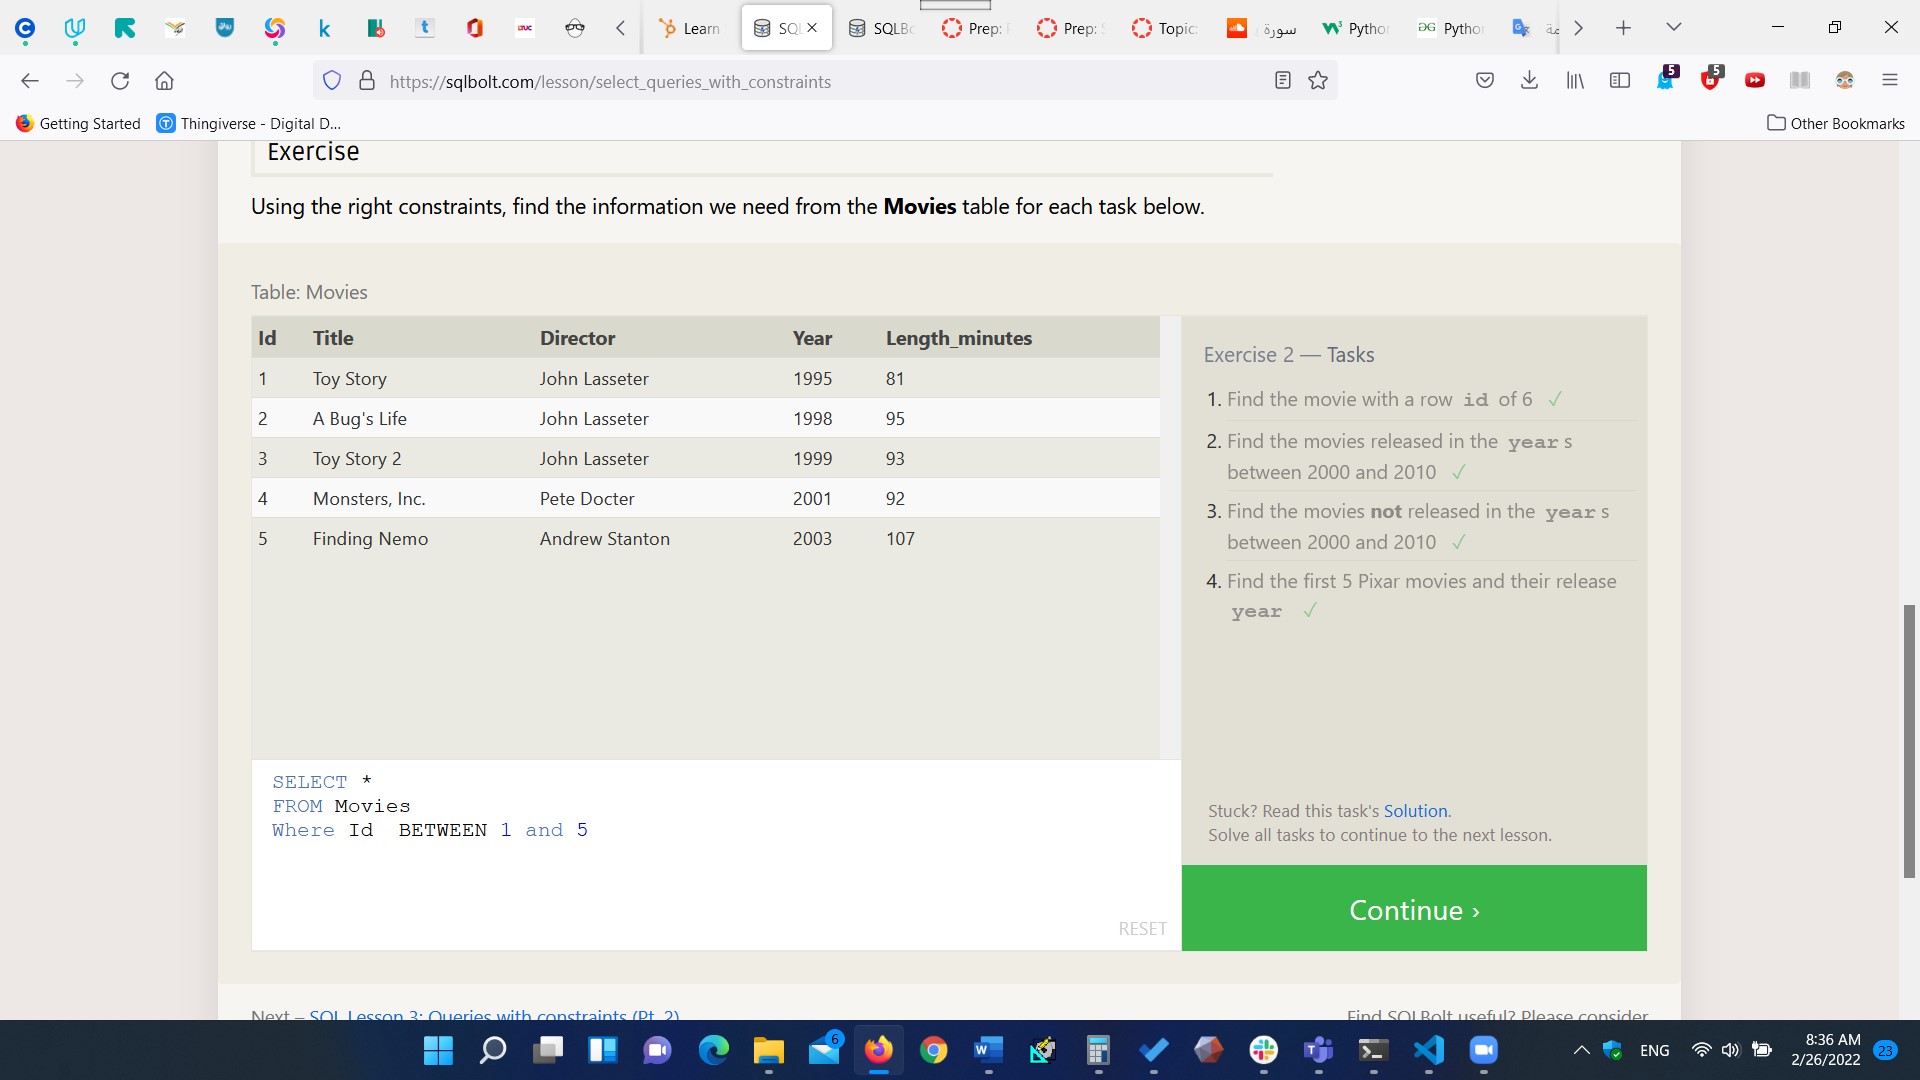 Learn
SQL
SQLBo
Prep:
Prep:
Topic:
سورة
Python
Python
https://sqlbolt.com/lesson/select_queries_with_constraints
5
5
Getting Started
Thingiverse - Digital D...
Other Bookmarks
Exercise
Using the right constraints, find the information we need from the Movies table for each task below.
Table: Movies
Id Title Director Year Length_minutes
1 Toy Story John Lasseter 1995 81
2 A Bug's Life John Lasseter 1998 95
3 Toy Story 2 John Lasseter 1999 93
4 Monsters, Inc. Pete Docter 2001 92
5 Finding Nemo Andrew Stanton 2003 107
Exercise 2 — Tasks
1. Find the movie with a row id of 6 ✓
2. Find the movies released in the year s
between 2000 and 2010 ✓
3. Find the movies not released in the year s
between 2000 and 2010 ✓
4. Find the first 5 Pixar movies and their release
year ✓
SELECT *
FROM Movies
Where Id  BETWEEN 1 and 5
RESET
Stuck? Read this task's Solution.
Solve all tasks to continue to the next lesson.
Continue ›
Next – SQL Lesson 3: Queries with constraints (Pt. 2)
Find SQLBolt useful? Please consider
6
ENG
8:36 AM
2/26/2022
23